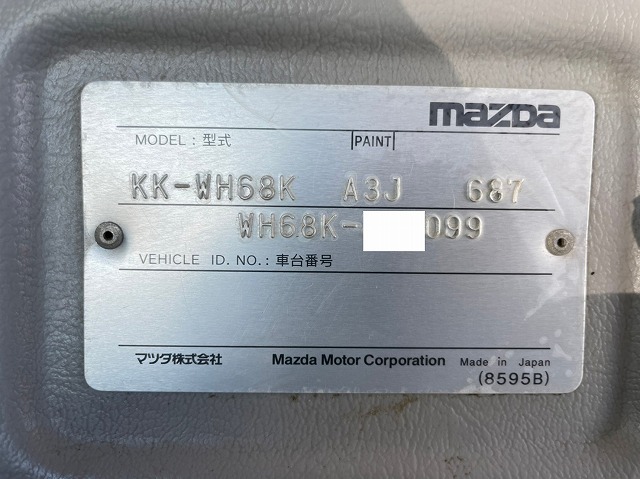 mazda
MODEL : 型式 PAINT
KK-WH68K A3J 687
WH68K- 099
VEHICLE ID. NO.: 車台番号
マツダ株式会社 Mazda Motor Corporation Made in Japan
(8595B)